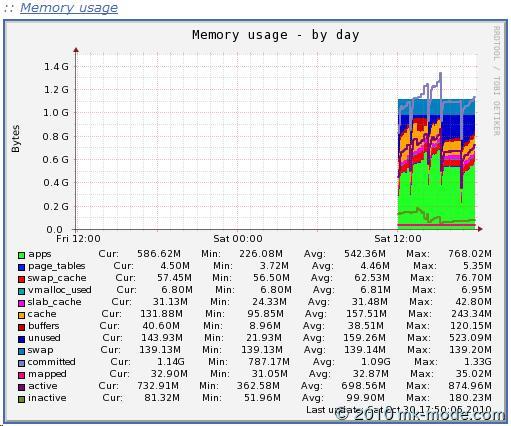 :: Memory usage
Memory usage - by day
RRDTOOL / TOBI OETIKER
Bytes
1.4 G
1.2 G
1.0 G
0.8 G
0.6 G
0.4 G
0.2 G
0.0
Fri 12:00 Sat 00:00 Sat 12:00
apps Cur: 586.62M Min: 226.08M Avg: 542.36M Max: 768.02M
page_tables Cur: 4.50M Min: 3.72M Avg: 4.46M Max: 5.35M
swap_cache Cur: 57.45M Min: 56.50M Avg: 62.53M Max: 76.70M
vmalloc_used Cur: 6.80M Min: 6.80M Avg: 6.81M Max: 6.95M
slab_cache Cur: 31.13M Min: 24.33M Avg: 31.48M Max: 42.80M
cache Cur: 131.88M Min: 95.85M Avg: 157.51M Max: 243.34M
buffers Cur: 40.60M Min: 8.96M Avg: 38.51M Max: 120.15M
unused Cur: 143.93M Min: 21.93M Avg: 159.26M Max: 523.09M
swap Cur: 139.13M Min: 139.13M Avg: 139.14M Max: 139.20M
committed Cur: 1.14G Min: 787.17M Avg: 1.09G Max: 1.33G
mapped Cur: 32.90M Min: 31.05M Avg: 32.87M Max: 35.02M
active Cur: 732.91M Min: 362.58M Avg: 698.56M Max: 874.96M
inactive Cur: 81.32M Min: 51.96M Avg: 99.90M Max: 180.23M
Last update: Sat Oct 30 17:50:06 2010
© 2010 mk-mode.com